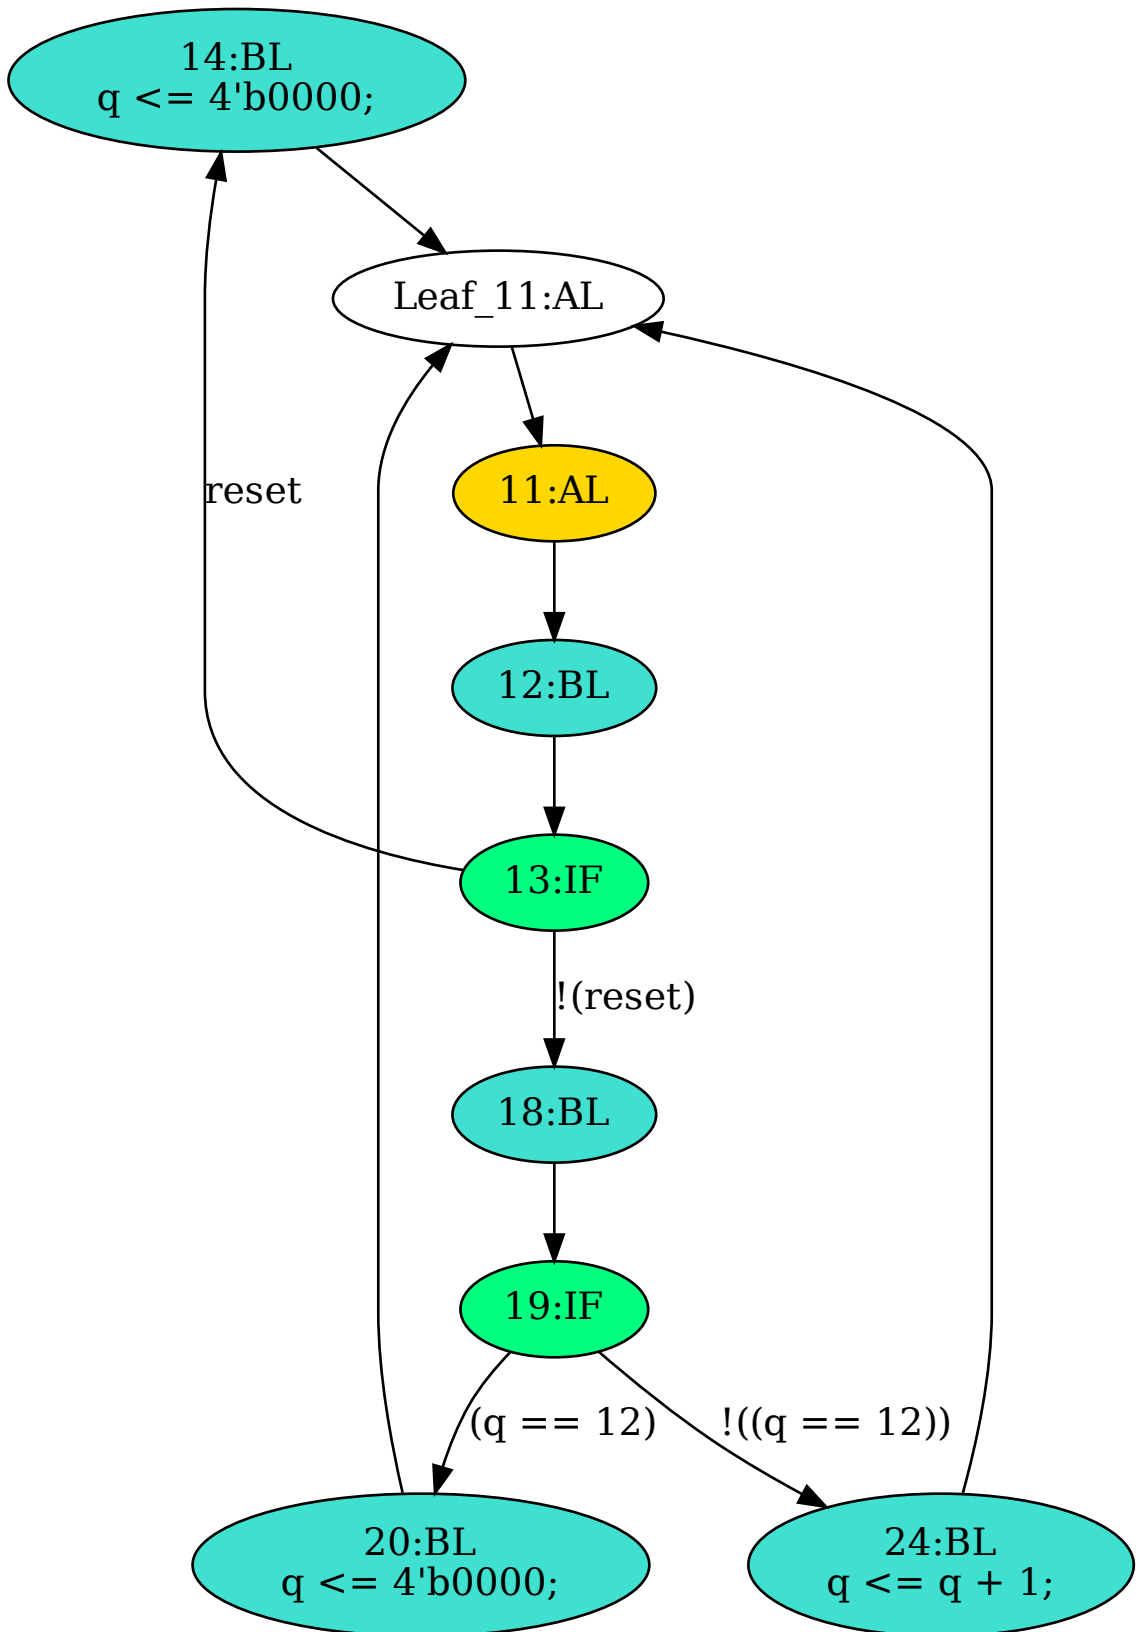 14:BL
q <= 4'b0000;
Leaf_11:AL
11:AL
reset
12:BL
13:IF
!(reset)
18:BL
19:IF
(q == 12)
!((q == 12))
20:BL
q <= 4'b0000;
24:BL
q <= q + 1;